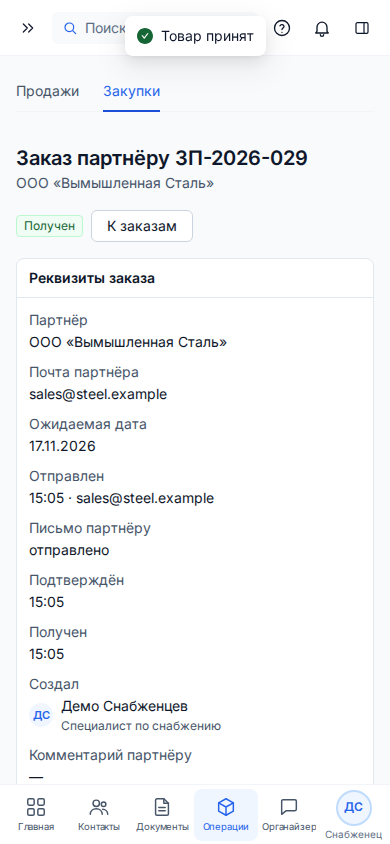 Поиск
Товар принят
Продажи
Закупки
Заказ партнёру ЗП-2026-029
ООО «Вымышленная Сталь»
Получен
К заказам
Реквизиты заказа
Партнёр
ООО «Вымышленная Сталь»
Почта партнёра
sales@steel.example
Ожидаемая дата
17.11.2026
Отправлен
15:05 · sales@steel.example
Письмо партнёру
отправлено
Подтверждён
15:05
Получен
15:05
Создал
ДС
Демо Снабженцев
Специалист по снабжению
Комментарий партнёру
—
Главная
Контакты
Документы
Операции
Органайзер
ДС
Снабженец